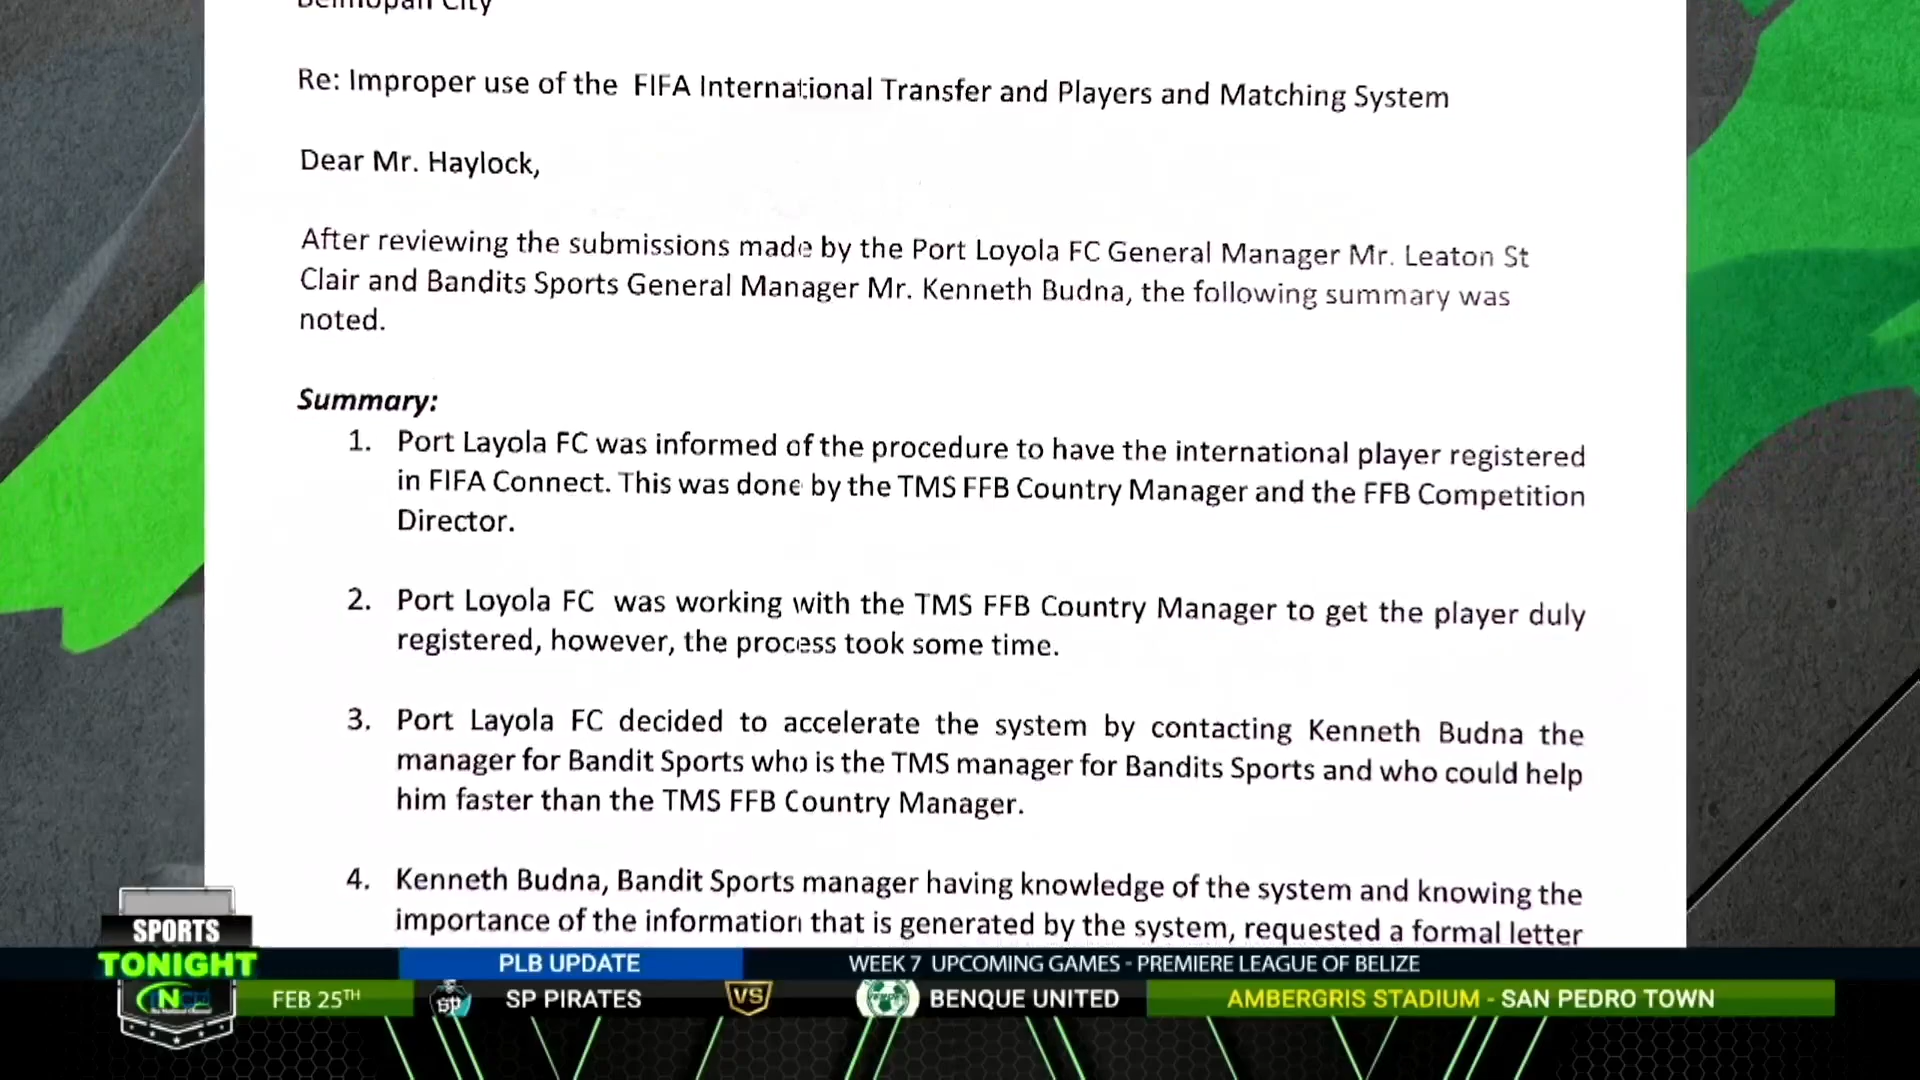 Belmopan City
Re: Improper use of the FIFA International Transfer and Players and Matching System
Dear Mr. Haylock,
After reviewing the submissions made by the Port Loyola FC General Manager Mr. Leaton St
Clair and Bandits Sports General Manager Mr. Kenneth Budna, the following summary was
noted.
Summary:
1. Port Layola FC was informed of the procedure to have the international player registered
in FIFA Connect. This was done by the TMS FFB Country Manager and the FFB Competition
Director.
2. Port Loyola FC was working with the TMS FFB Country Manager to get the player duly
registered, however, the process took some time.
3. Port Layola FC decided to accelerate the system by contacting Kenneth Budna the
manager for Bandit Sports who is the TMS manager for Bandits Sports and who could help
him faster than the TMS FFB Country Manager.
4. Kenneth Budna, Bandit Sports manager having knowledge of the system and knowing the
importance of the information that is generated by the system, requested a formal letter
SPORTS
TONIGHT
N
PLB UPDATE
WEEK 7 UPCOMING GAMES - PREMIERE LEAGUE OF BELIZE
FEB 25TH
SP
SP PIRATES
VS
BENQUE UNITED
AMBERGRIS STADIUM - SAN PEDRO TOWN